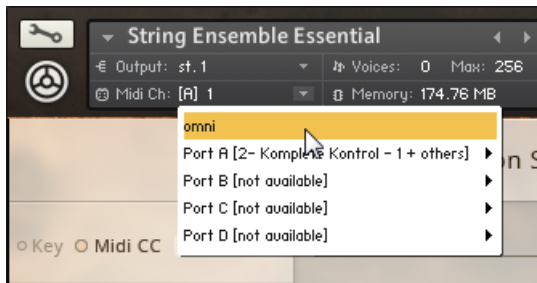 String Ensemble Essential
Output: st.1 Voices: 0 Max: 256
Midi Ch: [A] 1 Memory: 174.76 MB
omni
Port A [2- Komplete Kontrol - 1 + others]
Port B [not available]
Port C [not available]
Port D [not available]
Key Midi CC